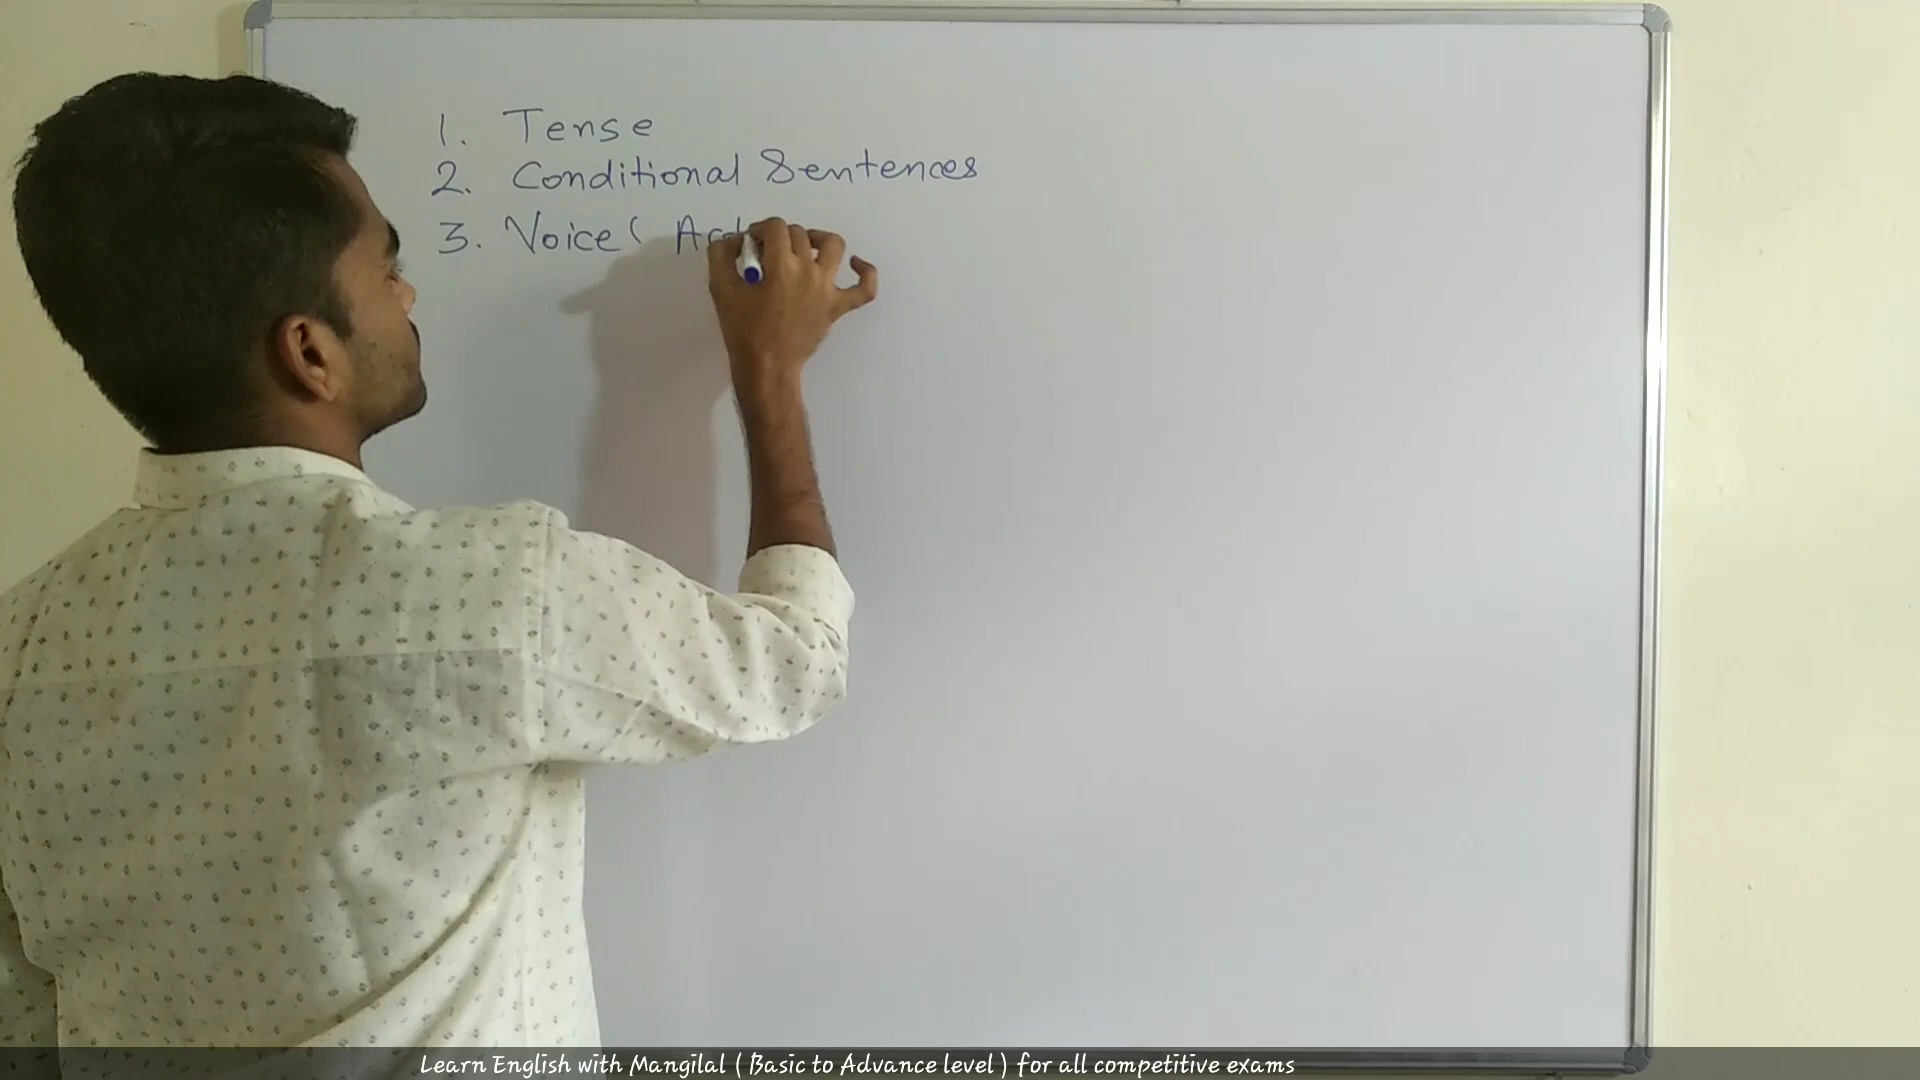 1. Tense
2. Conditional Sentences
3. Voice (
Learn English with Mangilal ( Basic to Advance level ) for all competitive exams